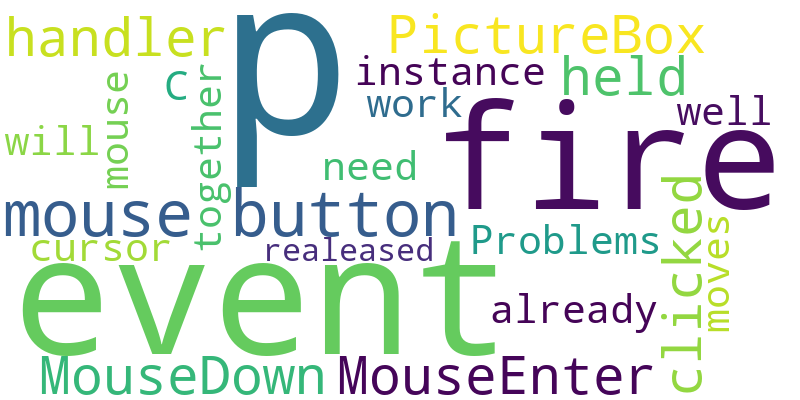 handler
p
PictureBox
C
mouse
together
instance
held
work
well
fire
will
need
mouse button
clicked
cursor
realeased
Problems
moves
event
already
MouseDown
MouseEnter